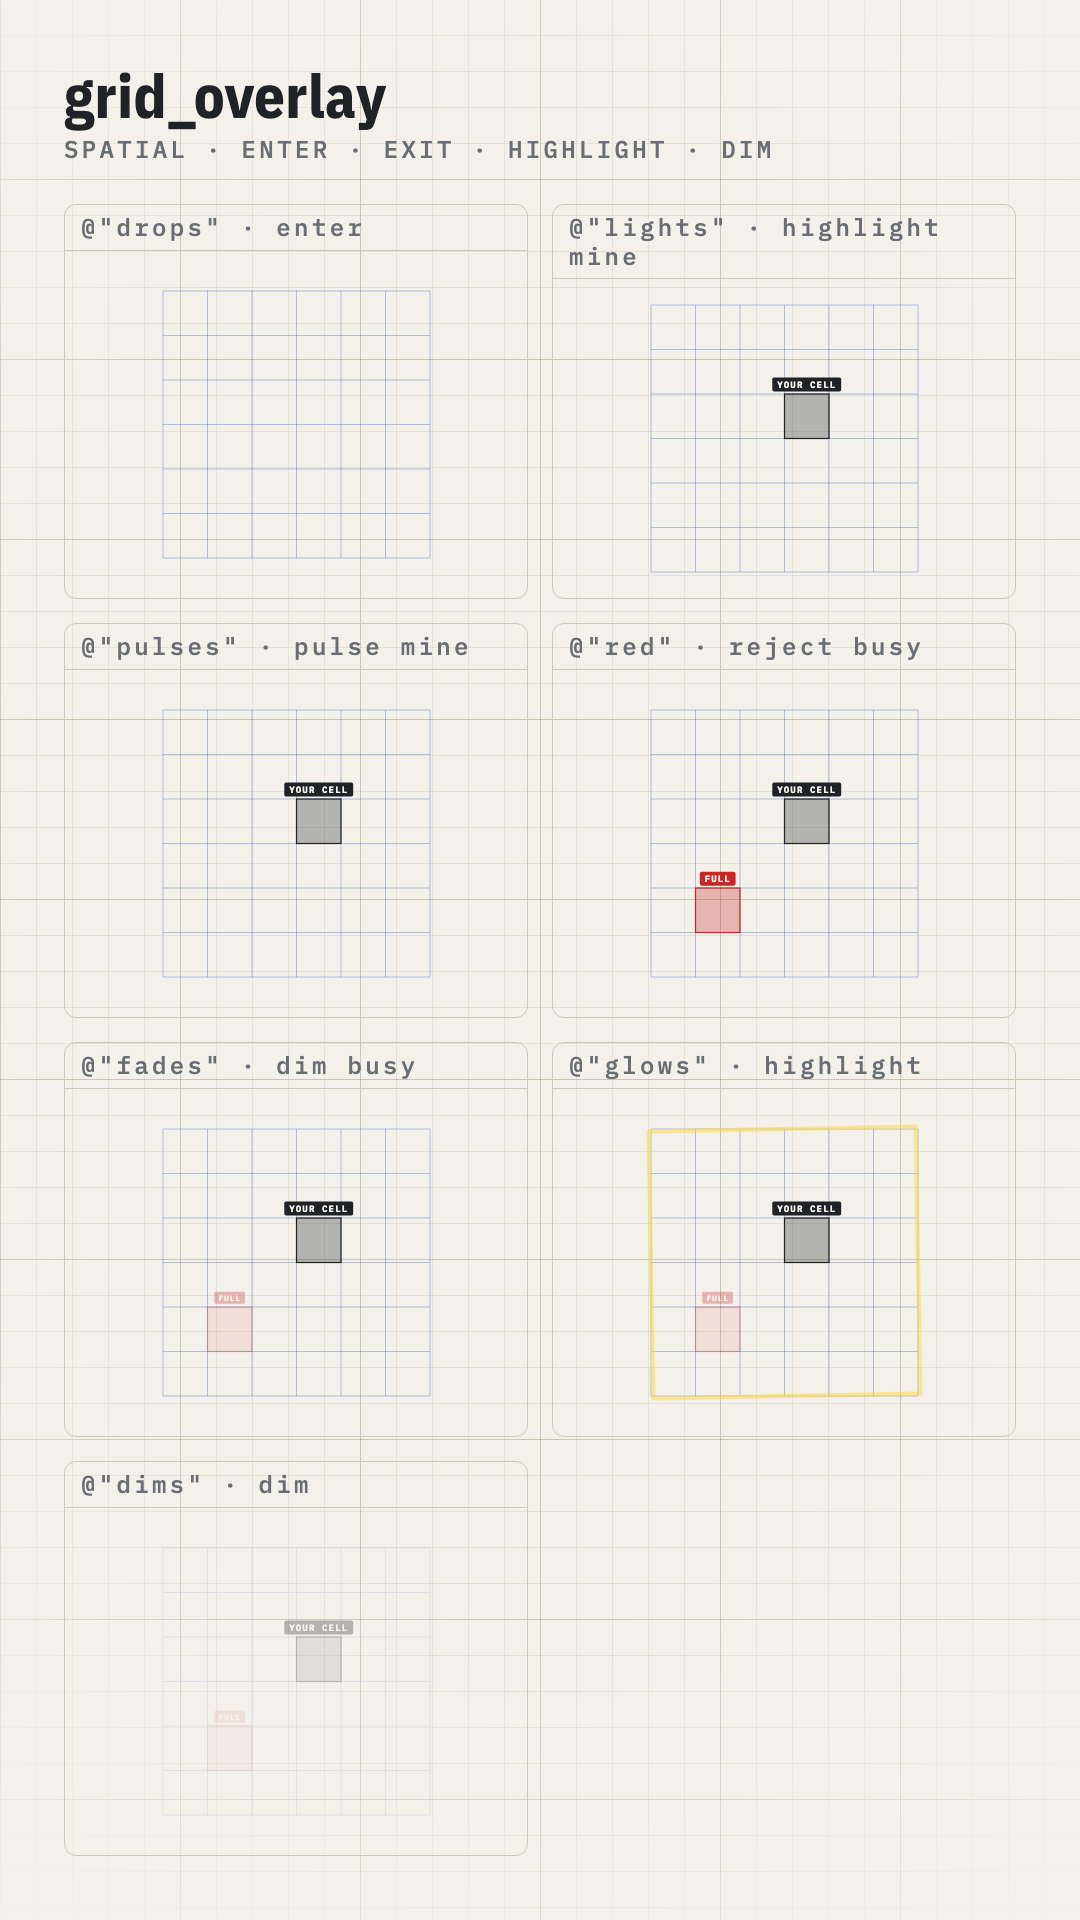 grid_overlay
SPATIAL · ENTER · EXIT · HIGHLIGHT · DIM
@"drops" · enter
@"lights" · highlight
mine
YOUR CELL
@"pulses" · pulse mine
YOUR CELL
@"red" · reject busy
YOUR CELL
FULL
@"fades" · dim busy
YOUR CELL
FULL
@"glows" · highlight
YOUR CELL
FULL
@"dims" · dim
YOUR CELL
FULL